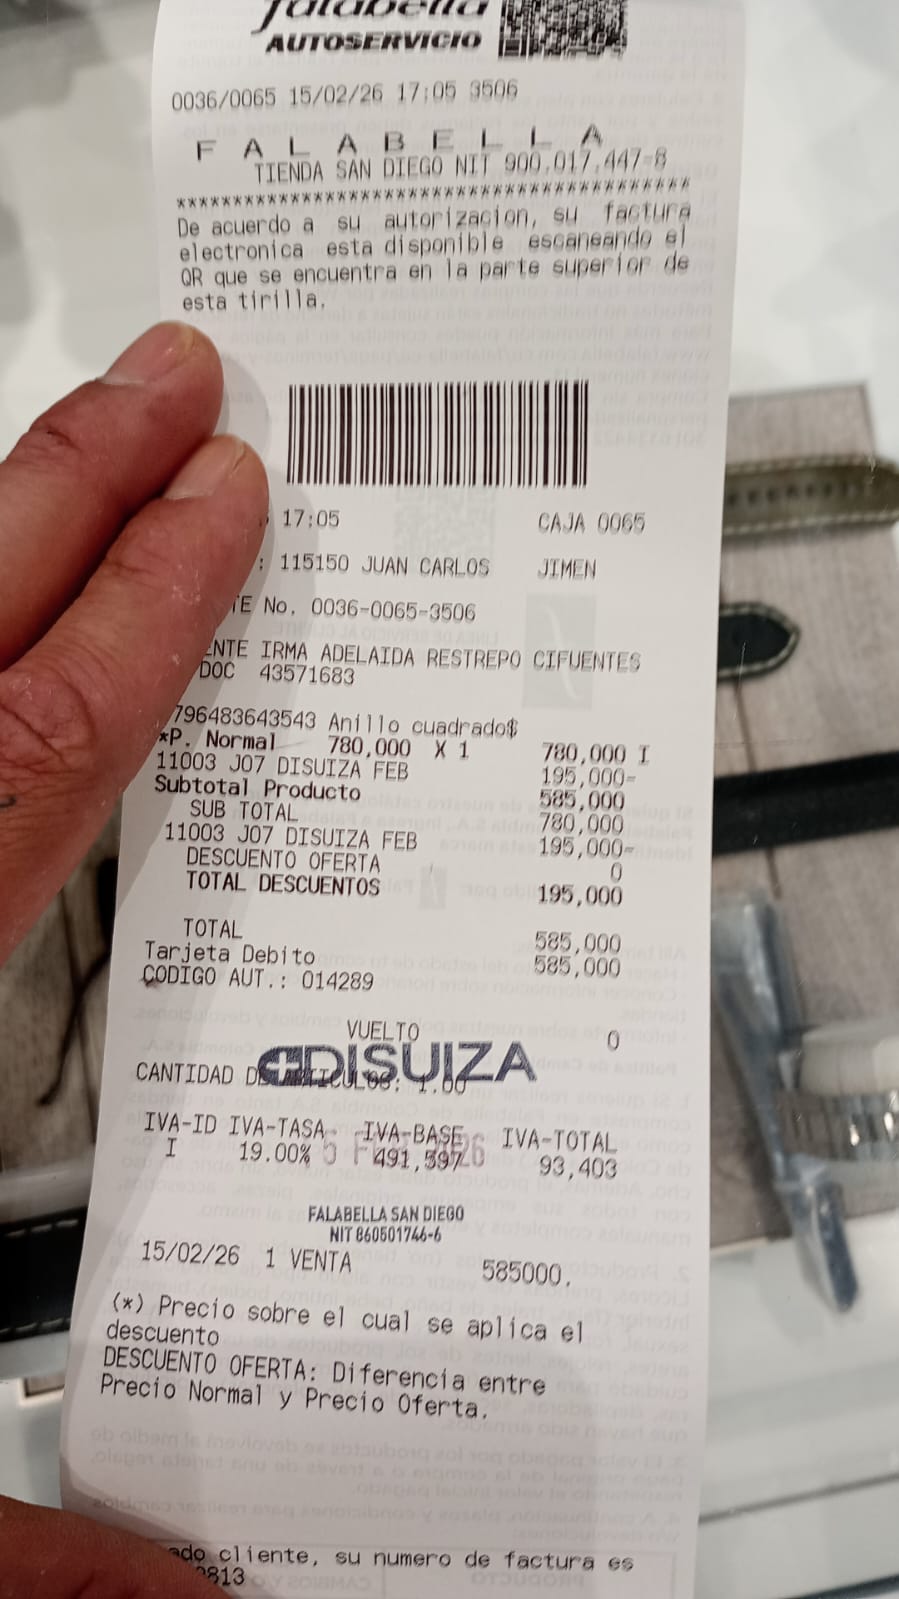 falabella
AUTOSERVICIO
0036/0065 15/02/26 17:05 3506
F A L A B E L L A
TIENDA SAN DIEGO NIT 900.017.447-8
******************************************
De acuerdo a su autorizacion, su factura
electronica esta disponible escaneando el
QR que se encuentra en la parte superior de
esta tirilla.
17:05 CAJA 0065
: 115150 JUAN CARLOS JIMEN
TE No. 0036-0065-3506
ENTE IRMA ADELAIDA RESTREPO CIFUENTES
DOC 43571683
7796483643543 Anillo cuadrado$
*P. Normal 780,000 X 1 780,000 I
11003 J07 DISUIZA FEB 195,000-
Subtotal Producto 585,000
SUB TOTAL 780,000
11003 J07 DISUIZA FEB 195,000-
DESCUENTO OFERTA 0
TOTAL DESCUENTOS 195,000
TOTAL 585,000
Tarjeta Debito 585,000
CODIGO AUT.: 014289
VUELTO 0
DISUIZA
CANTIDAD DE ARTICULOS: 1.00
IVA-ID IVA-TASA IVA-BASE IVA-TOTAL
I 19.00% 491,597 93,403
FALABELLA SAN DIEGO
NIT 860501746-6
15/02/26 1 VENTA 585000.
(*) Precio sobre el cual se aplica el
descuento
DESCUENTO OFERTA: Diferencia entre
Precio Normal y Precio Oferta.
ado cliente, su numero de factura es
2813